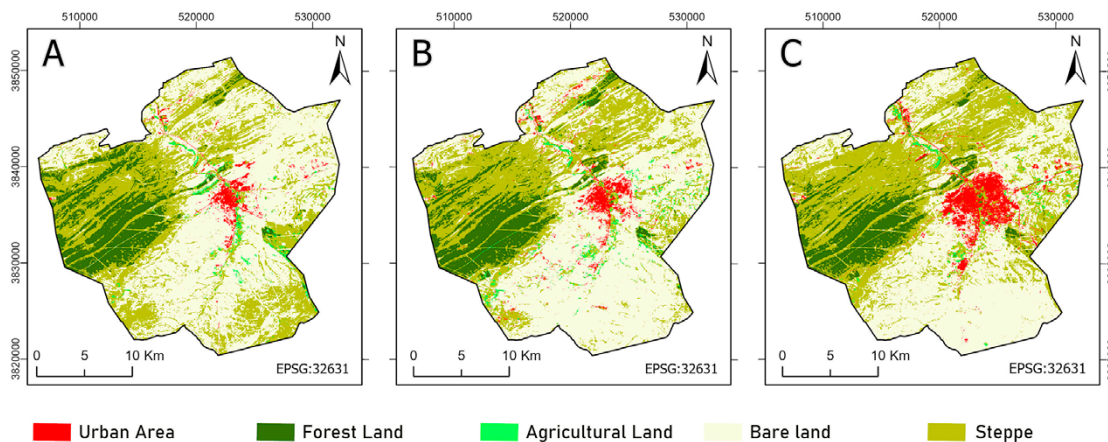 510000 520000 530000 510000 520000 530000 510000 520000 530000
A N B N C N
3850000
3840000
3830000
3820000
0 5 10 Km EPSG:32631 0 5 10 Km EPSG:32631 0 5 10 Km EPSG:32631
Urban Area Forest Land Agricultural Land Bare land Steppe